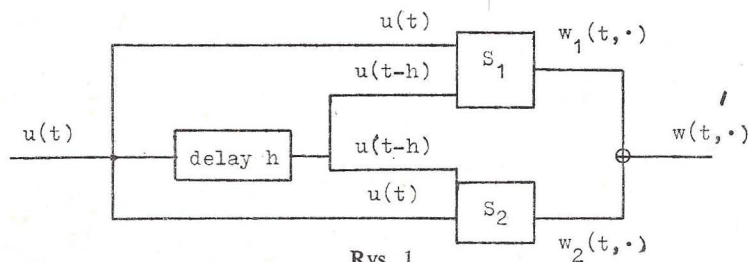 u(t) w₁(t,·)
S₁
u(t-h)
u(t) u(t-h) w(t,·)
delay h
u(t)
S₂
w₂(t,·)
Rys. 1